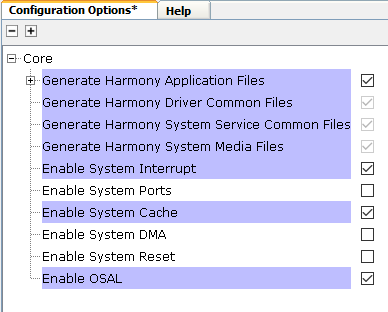 Configuration Options* Help
Core
Generate Harmony Application Files
Generate Harmony Driver Common Files
Generate Harmony System Service Common Files
Generate Harmony System Media Files
Enable System Interrupt
Enable System Ports
Enable System Cache
Enable System DMA
Enable System Reset
Enable OSAL